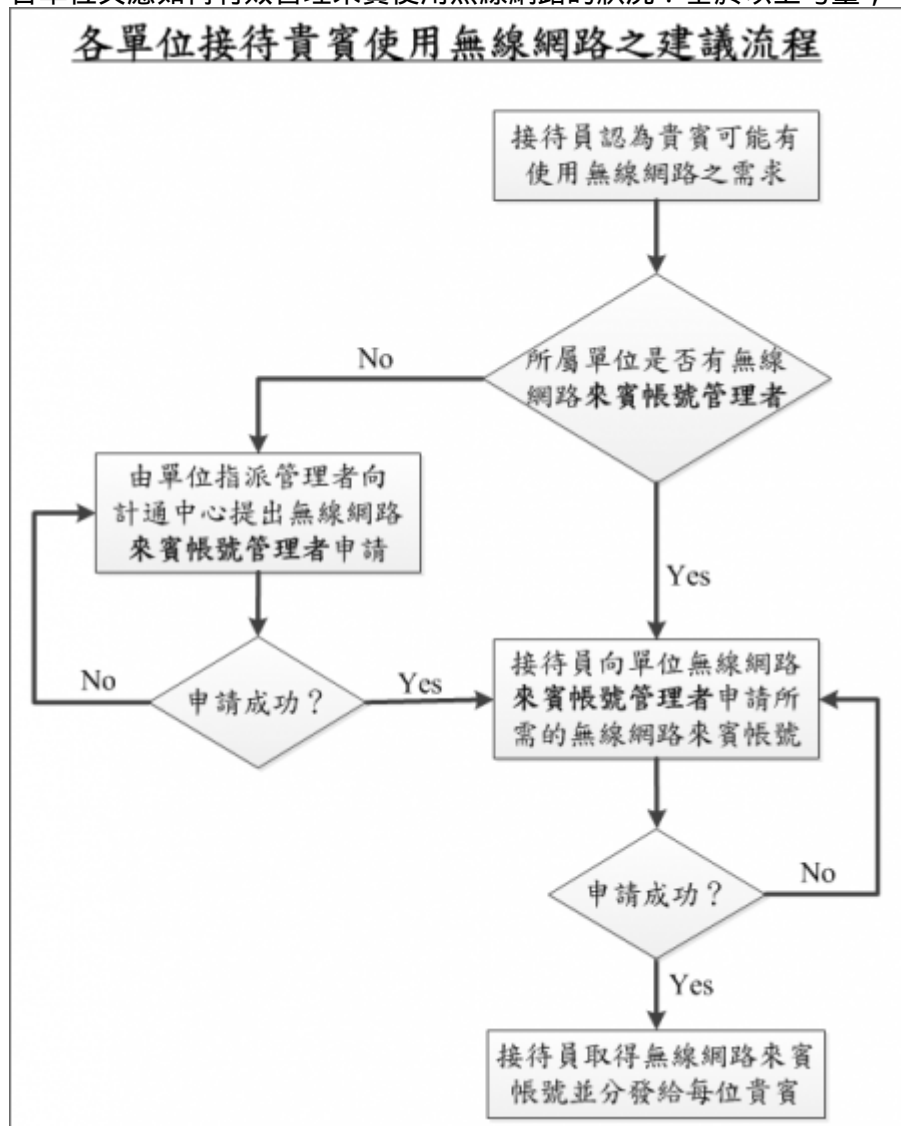 各單位接待貴賓使用無線網路之建議流程
接待員認為貴賓可能有
使用無線網路之需求
所屬單位是否有無線
網路來賓帳號管理者
No
由單位指派管理者向
計通中心提出無線網路
來賓帳號管理者申請
Yes
申請成功？
No
Yes
接待員向單位無線網路
來賓帳號管理者申請所
需的無線網路來賓帳號
申請成功？
No
Yes
接待員取得無線網路來賓
帳號並分發給每位貴賓